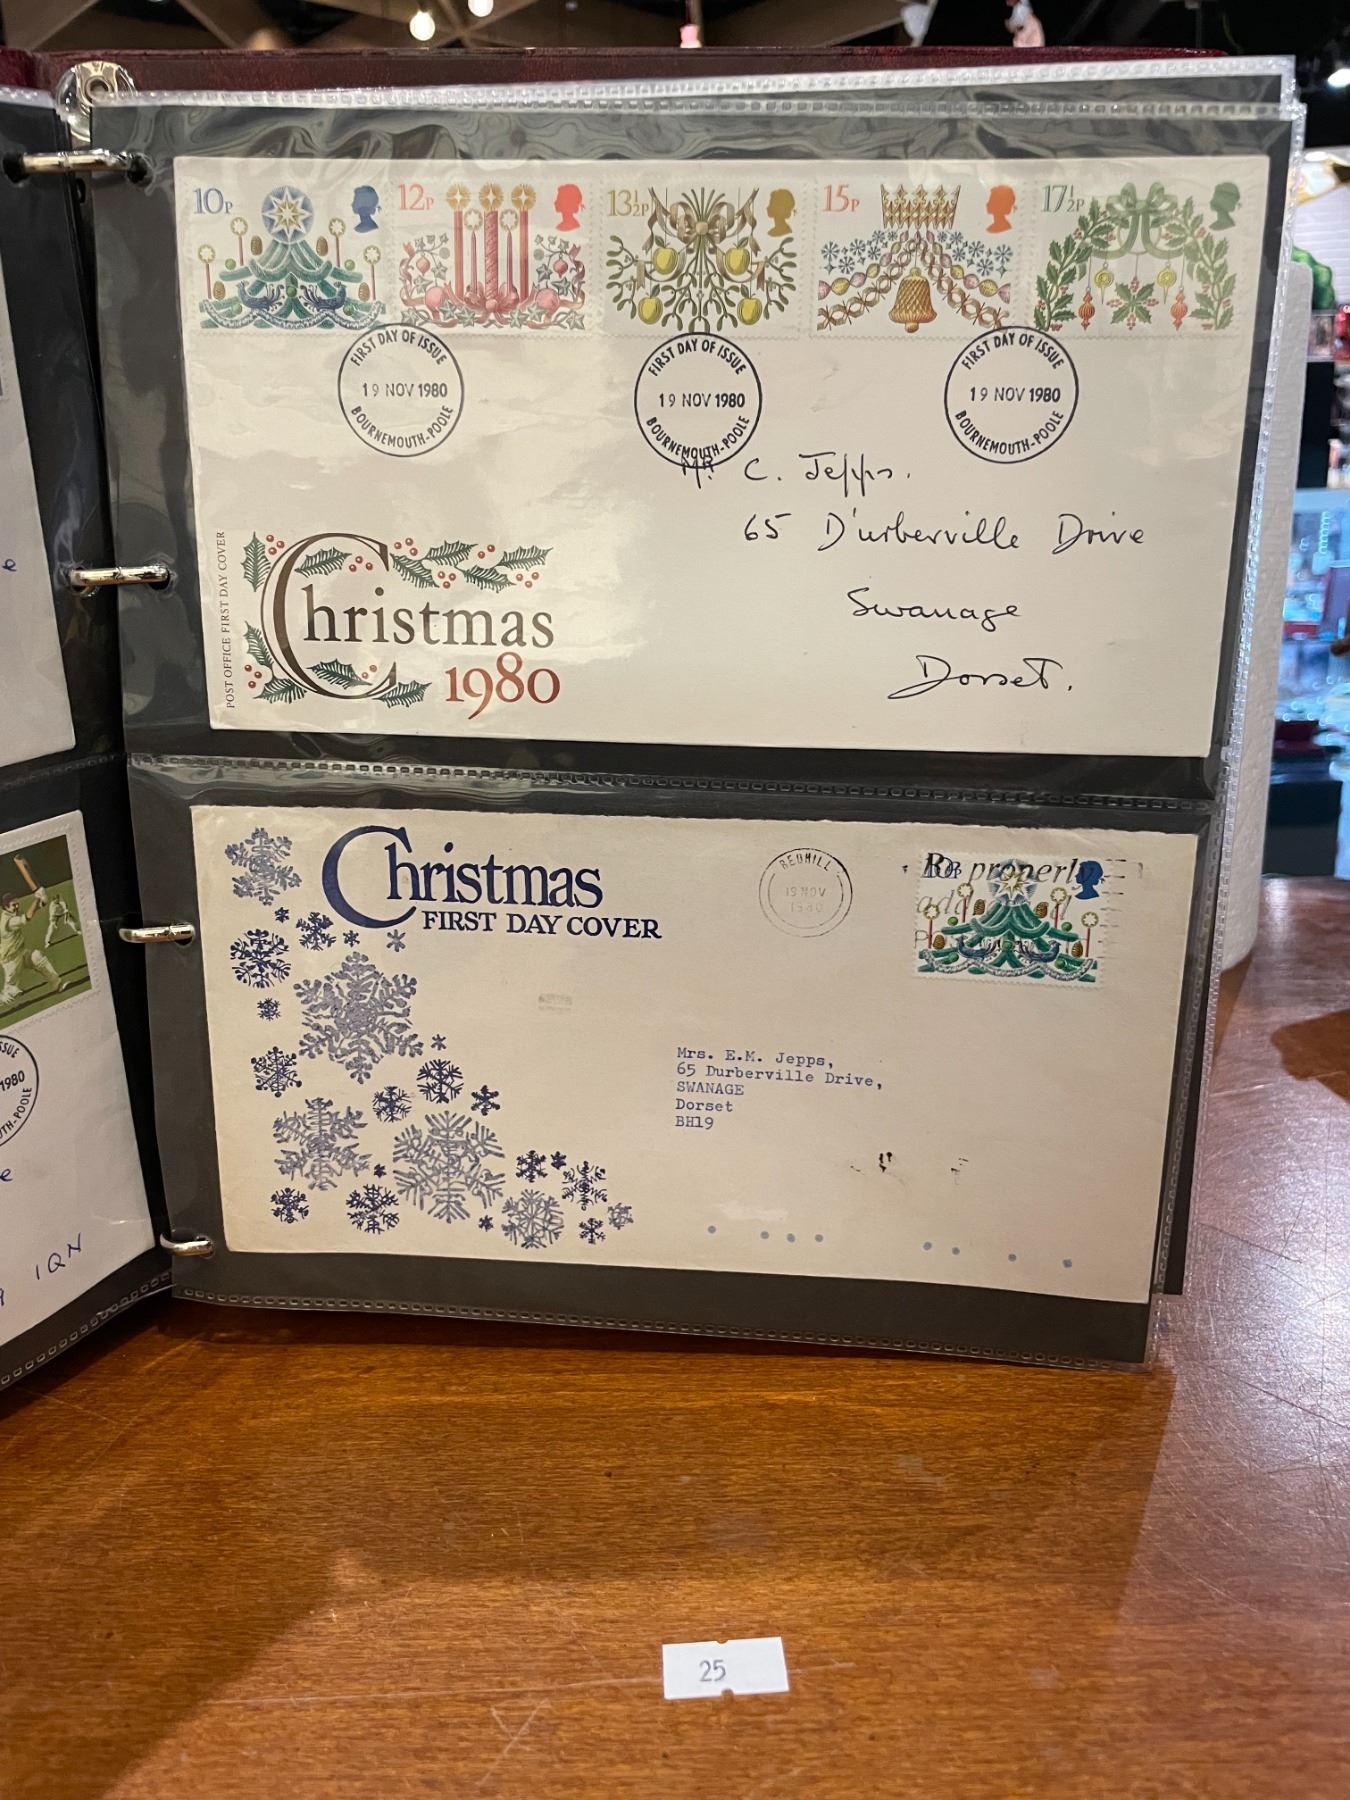 10P
12P
13½P
15P
17½P
FIRST DAY OF ISSUE
19 NOV 1980
BOURNEMOUTH-POOLE
FIRST DAY OF ISSUE
19 NOV 1980
BOURNEMOUTH-POOLE
FIRST DAY OF ISSUE
19 NOV 1980
BOURNEMOUTH-POOLE
Mr. C. Jepps.
65 D'urberville Drive
Swanage
Dorset.
POST OFFICE FIRST DAY COVER
Christmas
1980
Christmas
FIRST DAY COVER
REDHILL
19 NOV
1980
10P
Be properly
Mrs. E.M. Jepps,
65 Durberville Drive,
SWANAGE
Dorset
BH19
1980
1QN
25